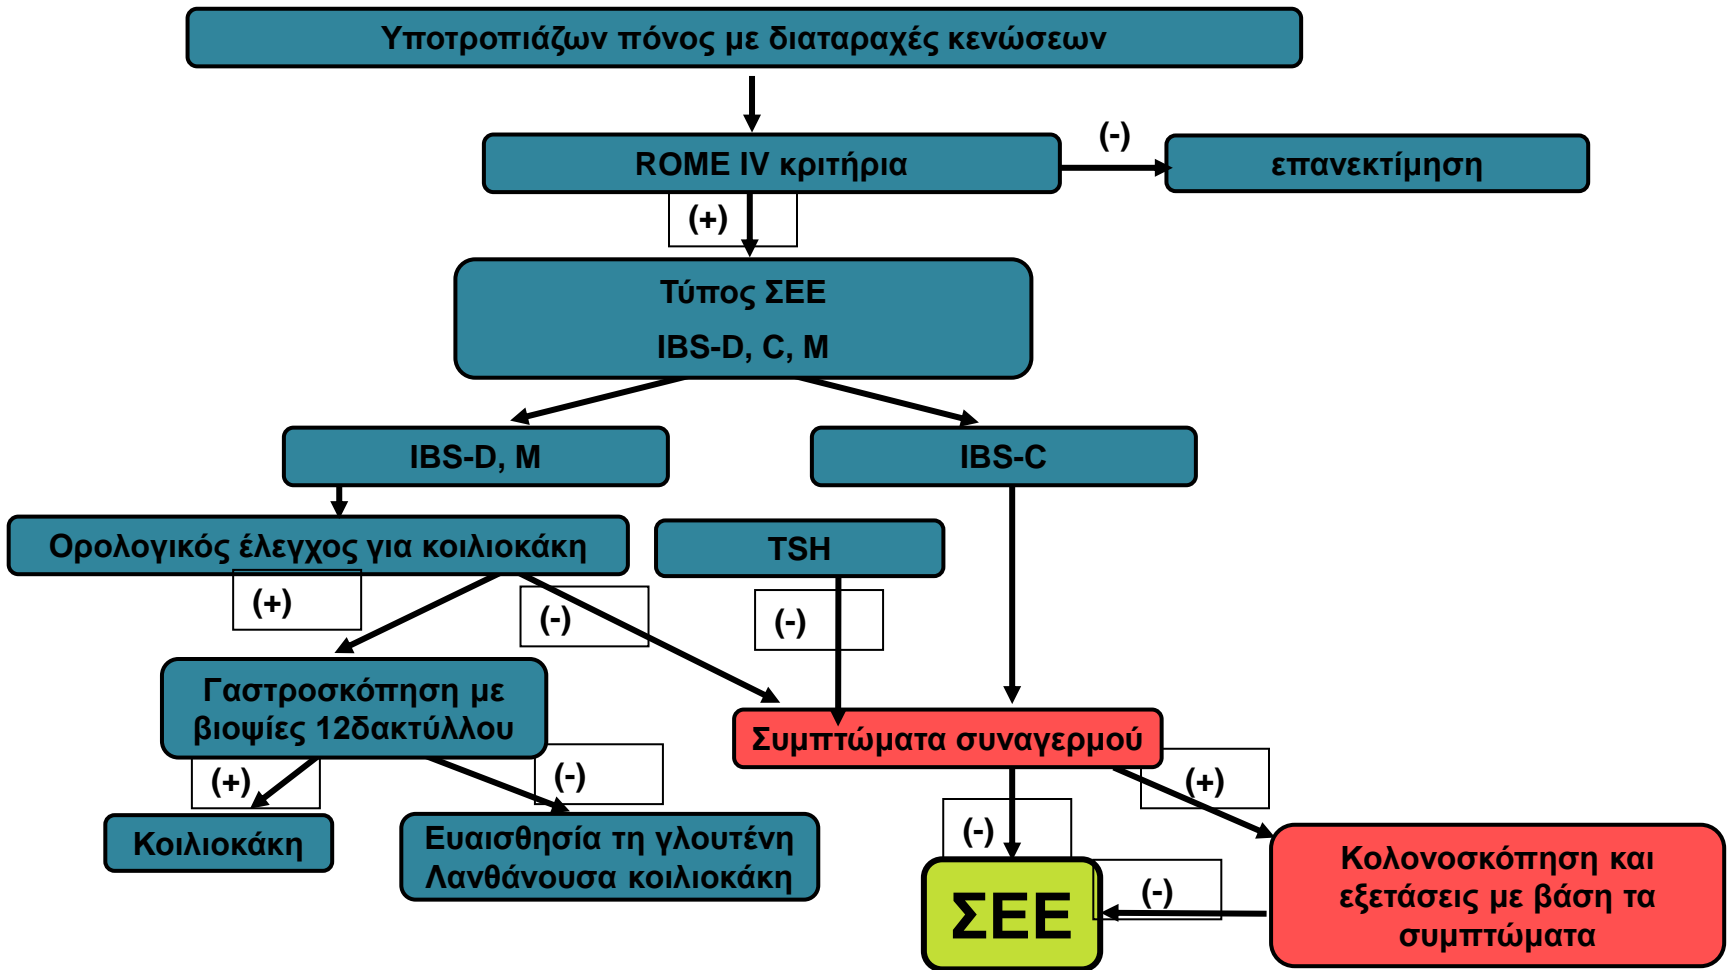 Υποτροπιάζων πόνος με διαταραχές κενώσεων
(-)
ROME IV κριτήρια
επανεκτίμηση
(+)
Τύπος ΣΕΕ
IBS-D, C, M
IBS-D, M
IBS-C
Ορολογικός έλεγχος για κοιλιοκάκη
TSH
(+)
(-)
(-)
Γαστροσκόπηση με
βιοψίες 12δακτύλλου
Συμπτώματα συναγερμού
(+)
(-)
(+)
Κοιλιοκάκη
Ευαισθησία τη γλουτένη
Λανθάνουσα κοιλιοκάκη
(-)
Κολονοσκόπηση και
εξετάσεις με βάση τα
συμπτώματα
(-)
ΣΕΕ